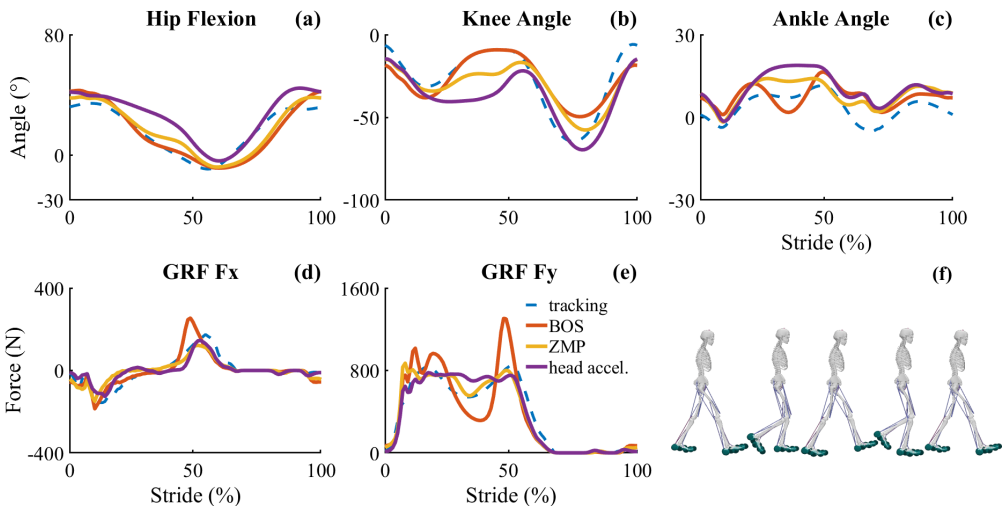 Hip Flexion (a)
Knee Angle (b)
Ankle Angle (c)
80
0
-30
Angle (°)
0 50 100
0
-50
-100
0 50 100
30
0
-30
0 50 100
Stride (%)
GRF Fx (d)
GRF Fy (e)
(f)
400
0
-400
Force (N)
0 50 100
Stride (%)
1600
800
0
0 50 100
Stride (%)
tracking
BOS
ZMP
head accel.